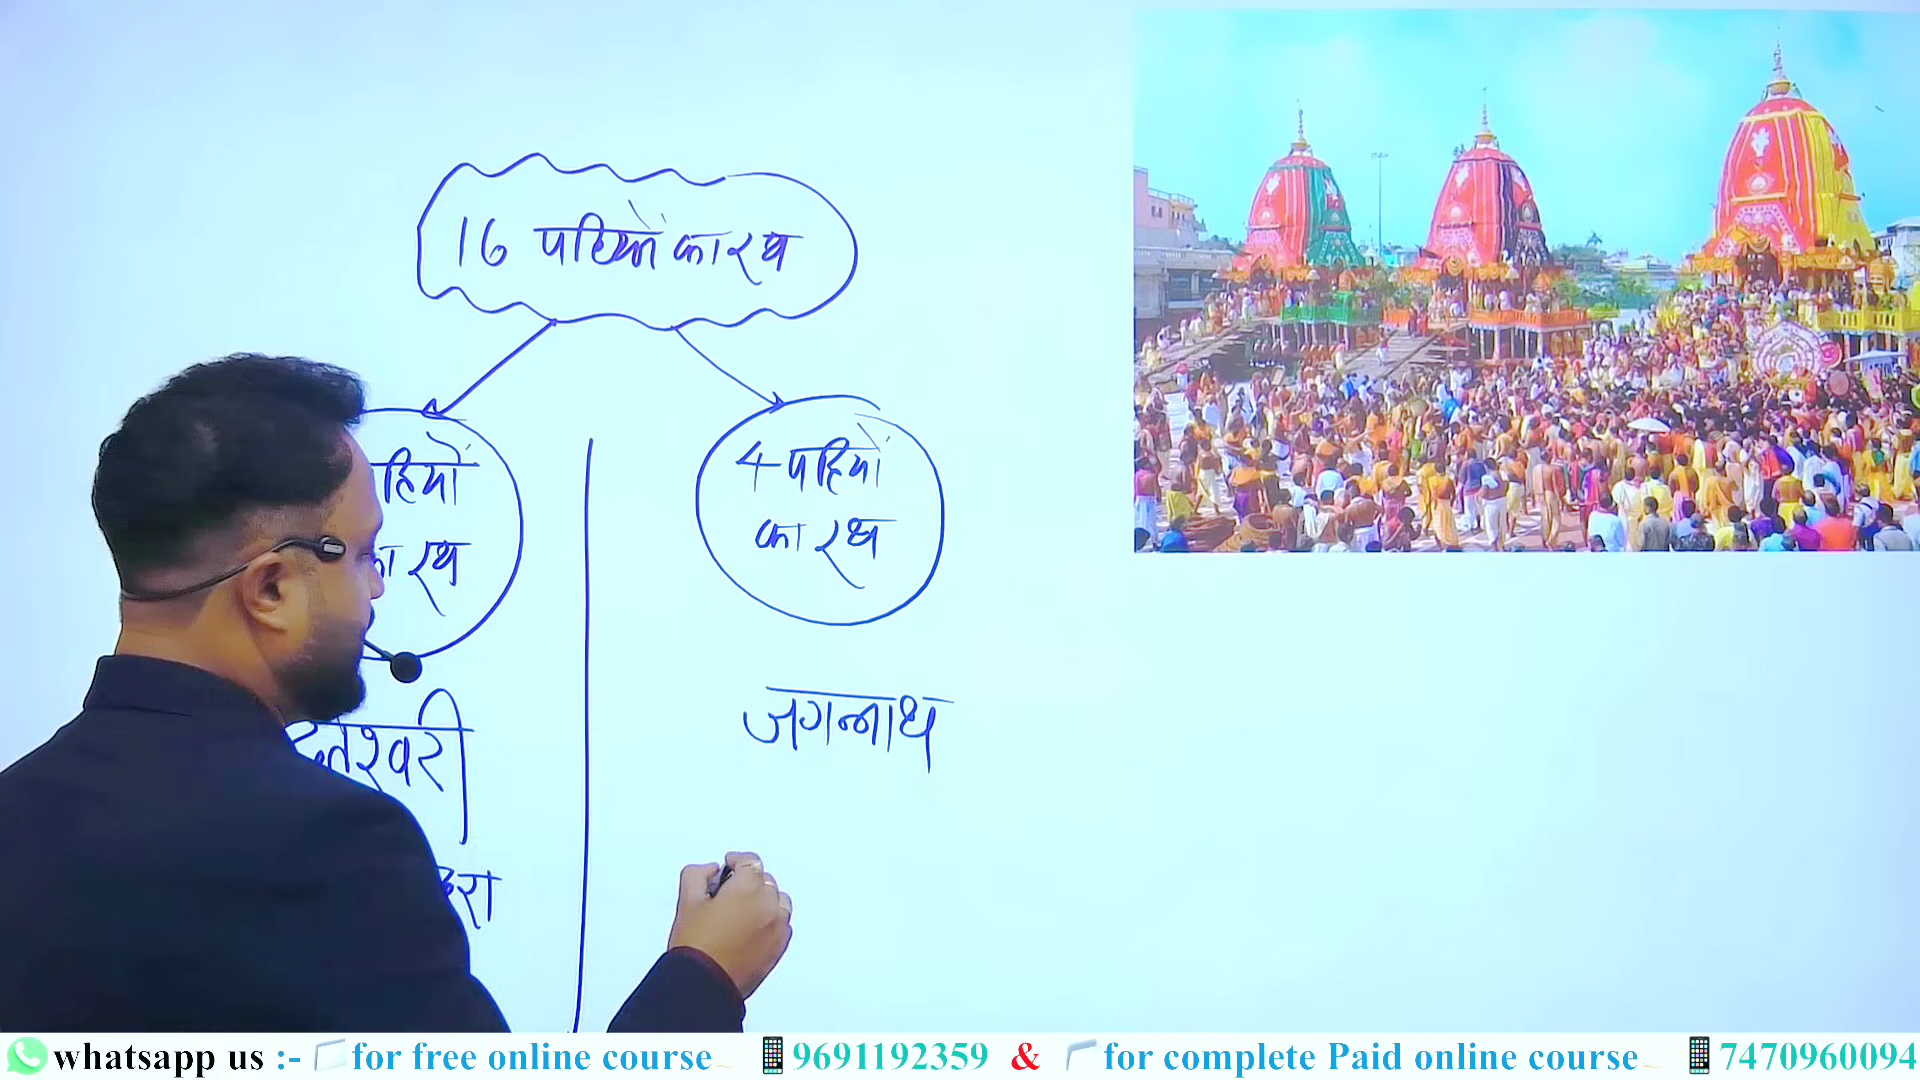 16 पहियों का रथ
हियों
का रथ
4 पहियों
का रथ
न्तेश्वरी
जगन्नाथ
हरा
whatsapp us :- for free online course 9691192359 & for complete Paid online course 7470960094